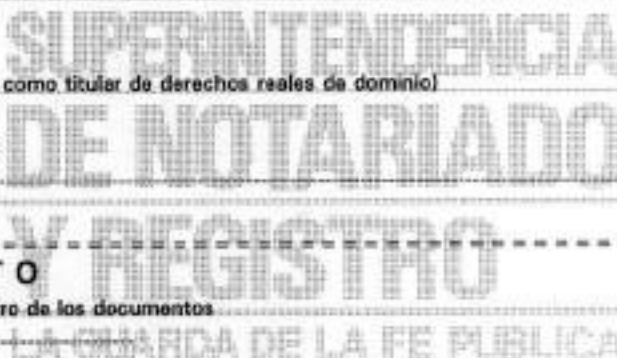 SUPERINTENDENCIA
como titular de derechos reales de dominio)
DE NOTARIADO
Y REGISTRO
o
de los documentos
LA GUARDA DE LA FE PUBLICA